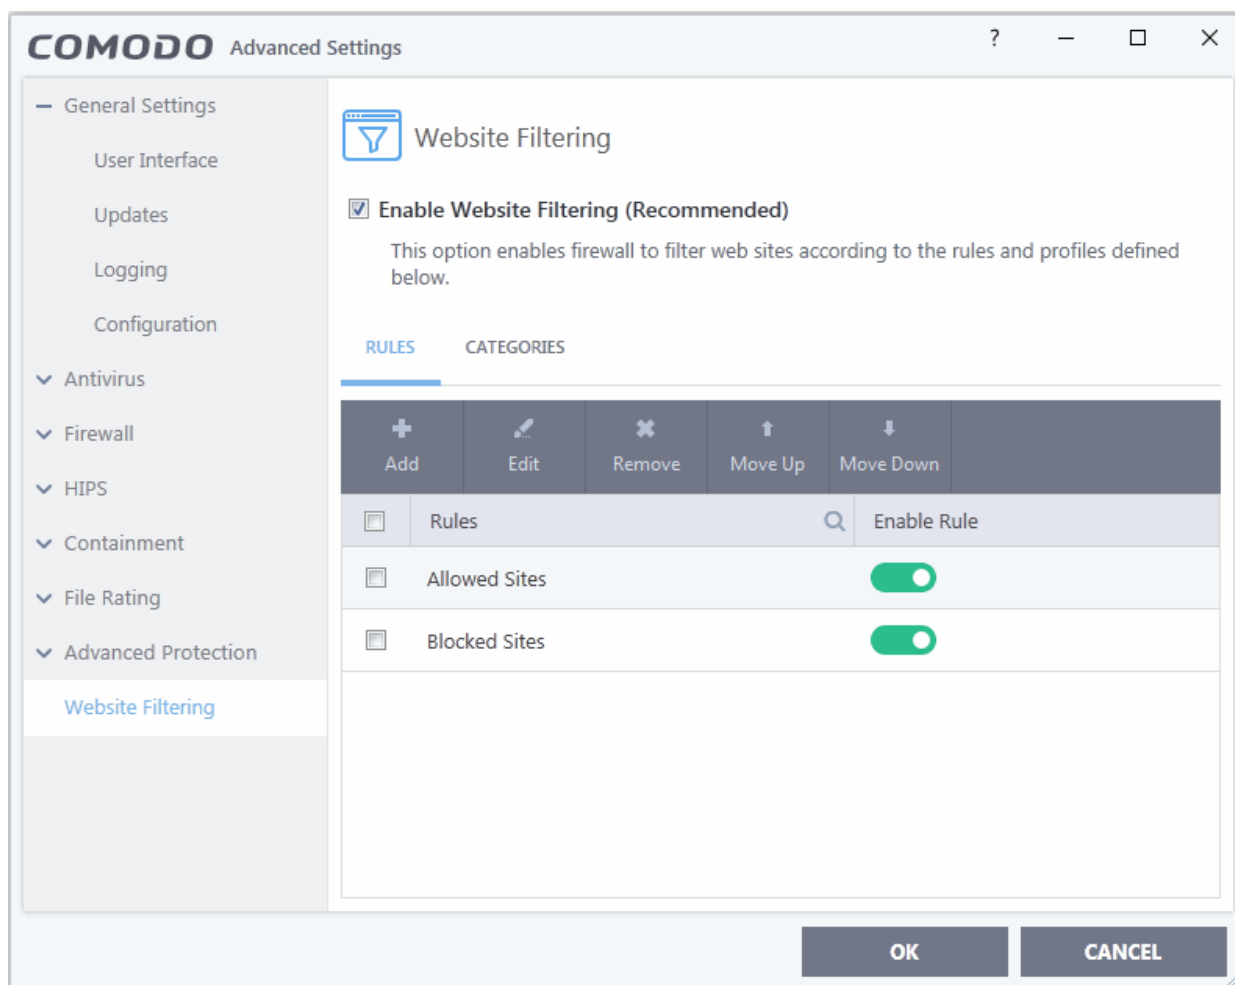 COMODO Advanced Settings
?
General Settings
User Interface
Updates
Logging
Configuration
Antivirus
Firewall
HIPS
Containment
File Rating
Advanced Protection
Website Filtering
Website Filtering
Enable Website Filtering (Recommended)
This option enables firewall to filter web sites according to the rules and profiles defined
below.
RULES CATEGORIES
Add Edit Remove Move Up Move Down
Rules Enable Rule
Allowed Sites
Blocked Sites
OK CANCEL